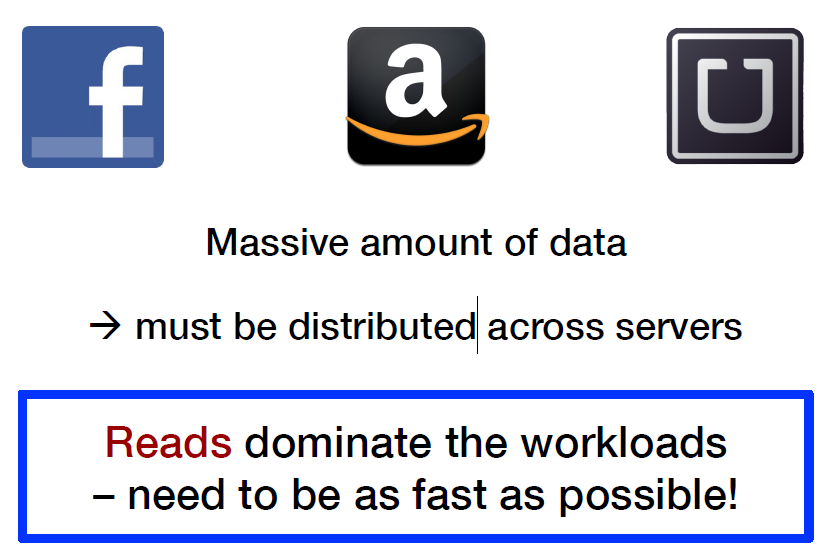 f
a
U
Massive amount of data
→ must be distributed across servers
Reads dominate the workloads
– need to be as fast as possible!